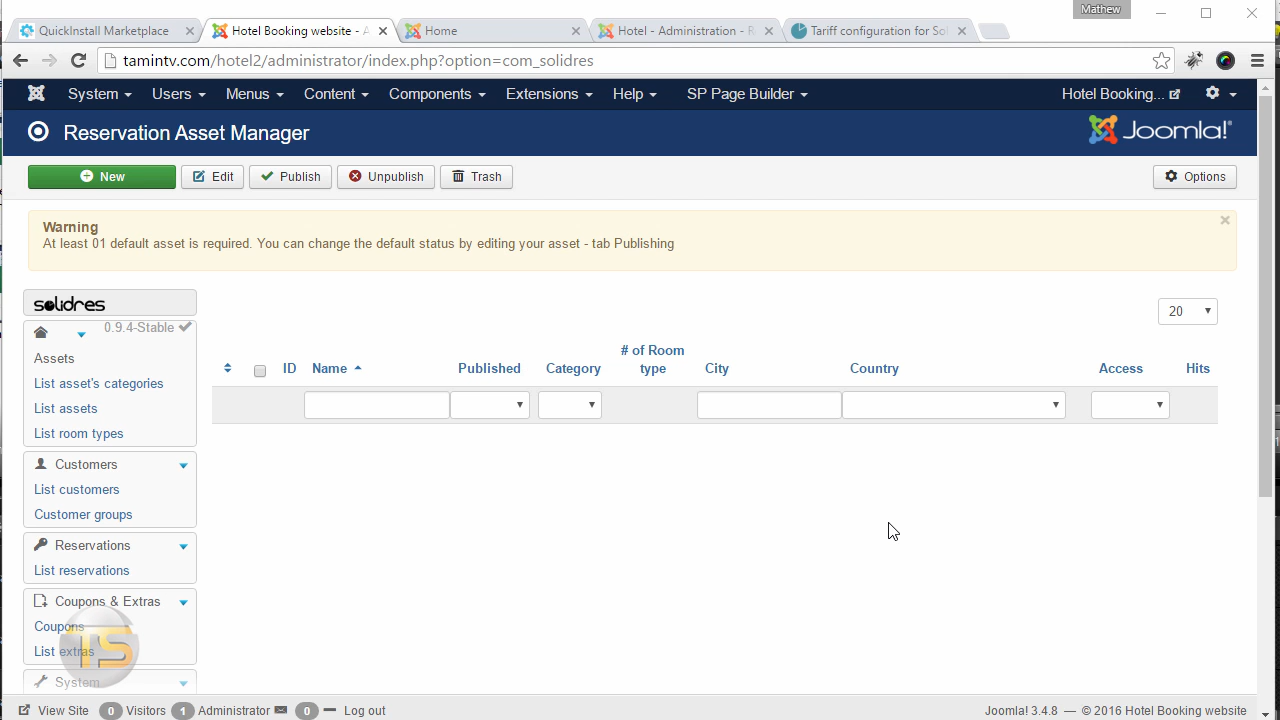 Mathew
QuickInstall Marketplace
Hotel Booking website - A
Home
Hotel - Administration - R
Tariff configuration for Sol
tamintv.com/hotel2/administrator/index.php?option=com_solidres
System Users Menus Content Components Extensions Help SP Page Builder Hotel Booking...
Reservation Asset Manager
Joomla!®
New Edit Publish Unpublish Trash Options
Warning
At least 01 default asset is required. You can change the default status by editing your asset - tab Publishing
solidres
0.9.4-Stable
20
Assets
List asset's categories
List assets
List room types
ID Name Published Category # of Room type City Country Access Hits
Customers
List customers
Customer groups
Reservations
List reservations
Coupons & Extras
Coupons
List extras
TS
System
View Site 0 Visitors 1 Administrator 0 Log out
Joomla! 3.4.8 — © 2016 Hotel Booking website